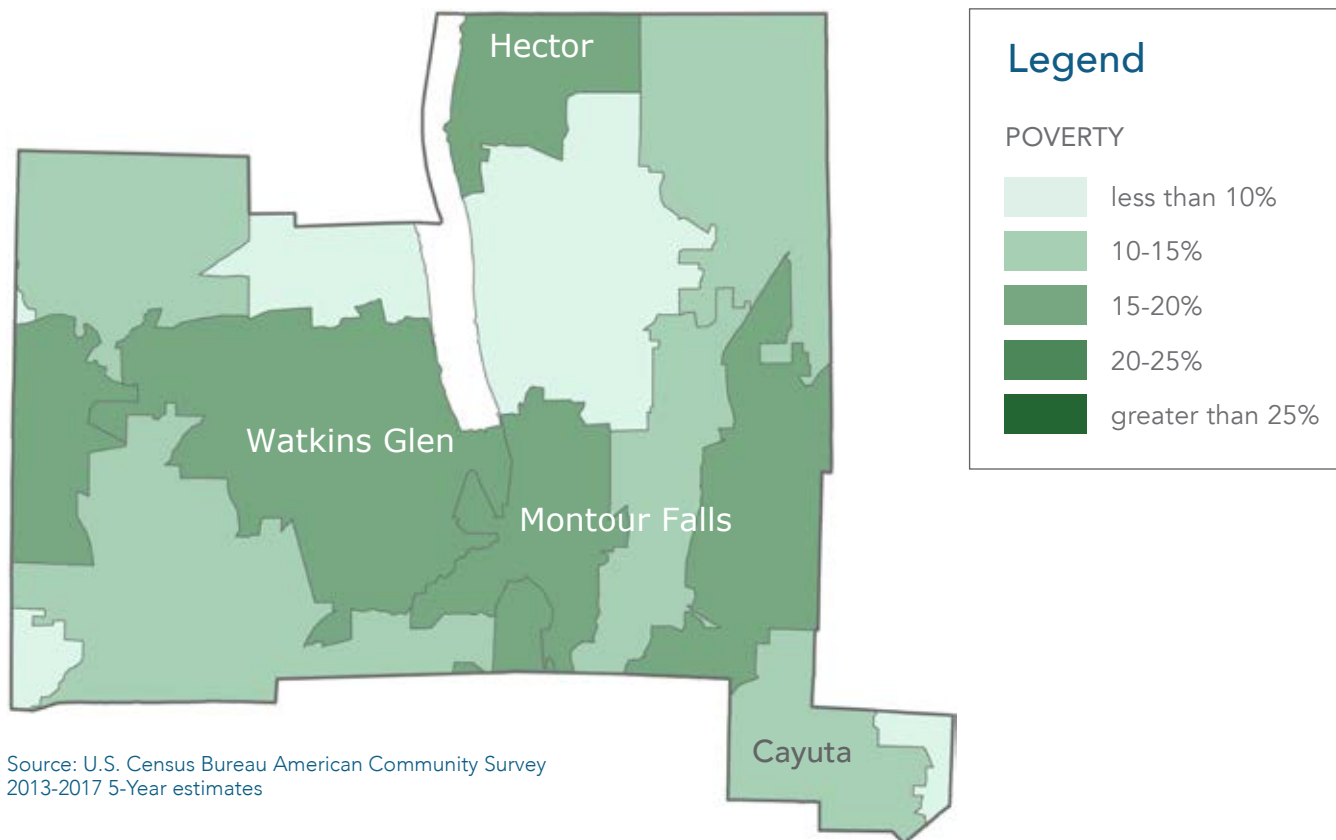 Hector
Watkins Glen
Montour Falls
Cayuta
Source: U.S. Census Bureau American Community Survey
2013-2017 5-Year estimates
Legend
POVERTY
less than 10%
10-15%
15-20%
20-25%
greater than 25%